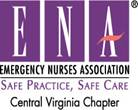 ENA®
EMERGENCY NURSES ASSOCIATION
SAFE PRACTICE, SAFE CARE
Central Virginia Chapter